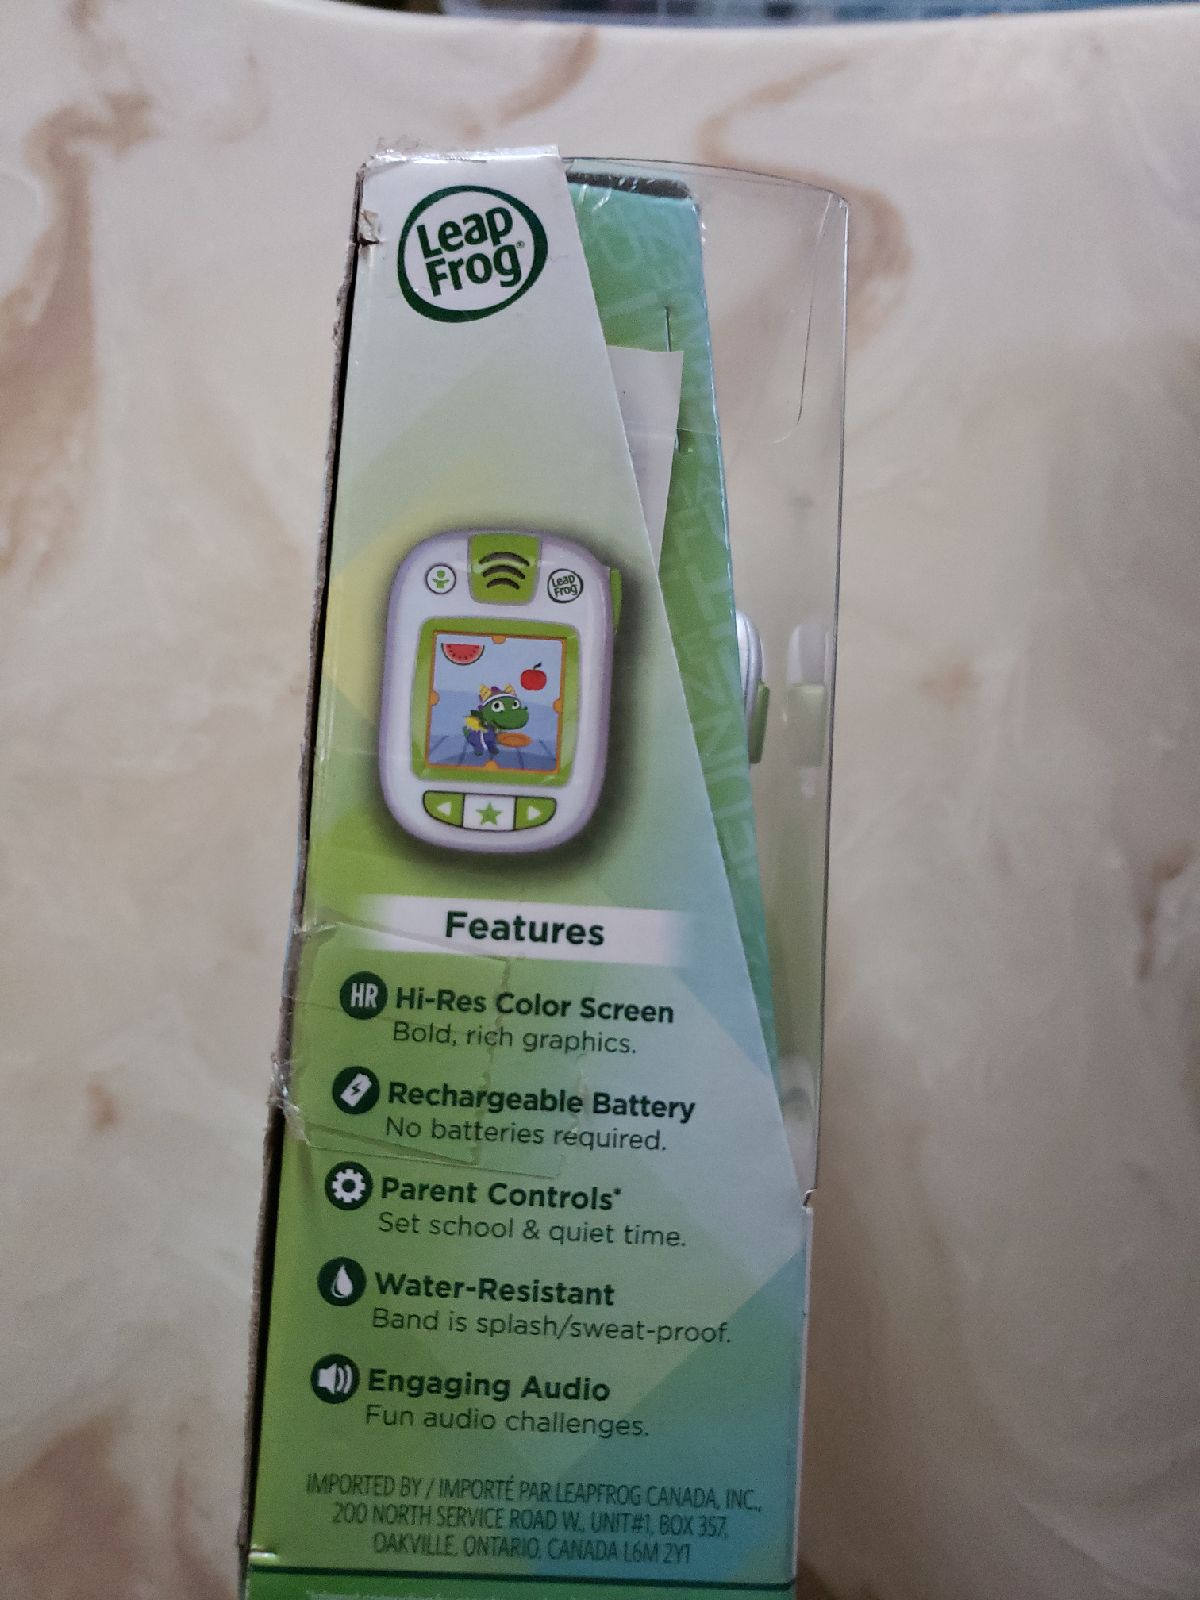 Leap
Frog®
Leap
Frog
Features
HR Hi-Res Color Screen
Bold, rich graphics.
Rechargeable Battery
No batteries required.
Parent Controls*
Set school & quiet time.
Water-Resistant
Band is splash/sweat-proof.
Engaging Audio
Fun audio challenges.
IMPORTED BY / IMPORTÉ PAR LEAPFROG CANADA, INC.,
200 NORTH SERVICE ROAD W., UNIT#1, BOX 357,
OAKVILLE, ONTARIO, CANADA L6M 2Y1